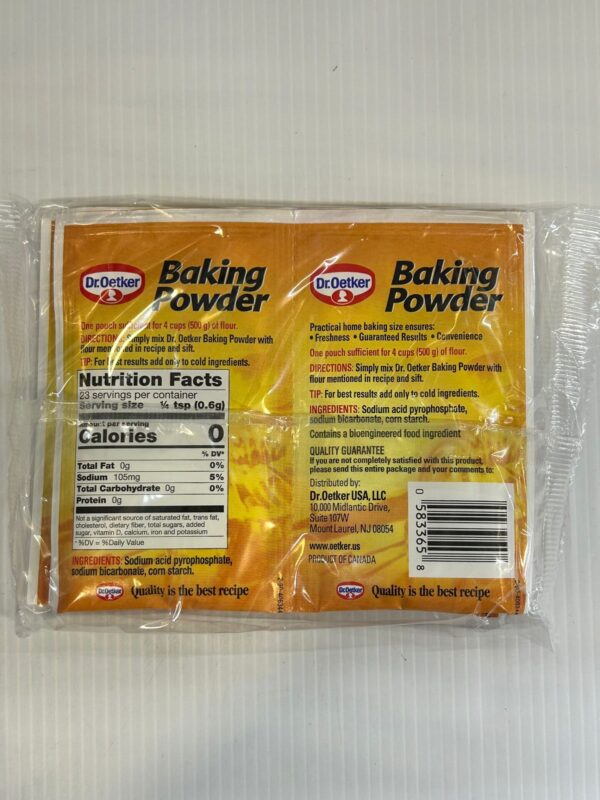 Dr.Oetker
Baking
Powder
One pouch sufficient for 4 cups (500 g) of flour.
DIRECTIONS: Simply mix Dr. Oetker Baking Powder with
flour mentioned in recipe and sift.
TIP: For best results add only to cold ingredients.
Nutrition Facts
23 servings per container
Serving size ¼ tsp (0.6g)
Amount per serving
Calories 0
% DV*
Total Fat 0g 0%
Sodium 105mg 5%
Total Carbohydrate 0g 0%
Protein 0g
Not a significant source of saturated fat, trans fat,
cholesterol, dietary fiber, total sugars, added
sugar, vitamin D, calcium, iron and potassium
*%DV = %Daily Value
INGREDIENTS: Sodium acid pyrophosphate,
sodium bicarbonate, corn starch.
Dr.Oetker Quality is the best recipe
Dr.Oetker
Baking
Powder
Practical home baking size ensures:
• Freshness • Guaranteed Results • Convenience
One pouch sufficient for 4 cups (500 g) of flour.
DIRECTIONS: Simply mix Dr. Oetker Baking Powder with
flour mentioned in recipe and sift.
TIP: For best results add only to cold ingredients.
INGREDIENTS: Sodium acid pyrophosphate,
sodium bicarbonate, corn starch.
Contains a bioengineered food ingredient
QUALITY GUARANTEE
If you are not completely satisfied with this product,
please send this entire package and your comments to:
Distributed by:
Dr.Oetker USA, LLC
10,000 Midlantic Drive,
Suite 107W
Mount Laurel, NJ 08054
www.oetker.us
PRODUCT OF CANADA
0 583365 8
Dr.Oetker Quality is the best recipe